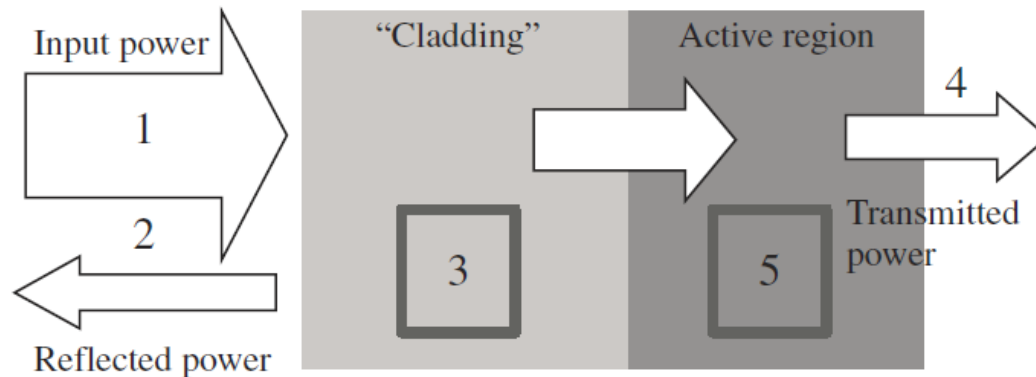 Input power
“Cladding”
Active region
1
4
2
3
5
Transmitted
power
Reflected power